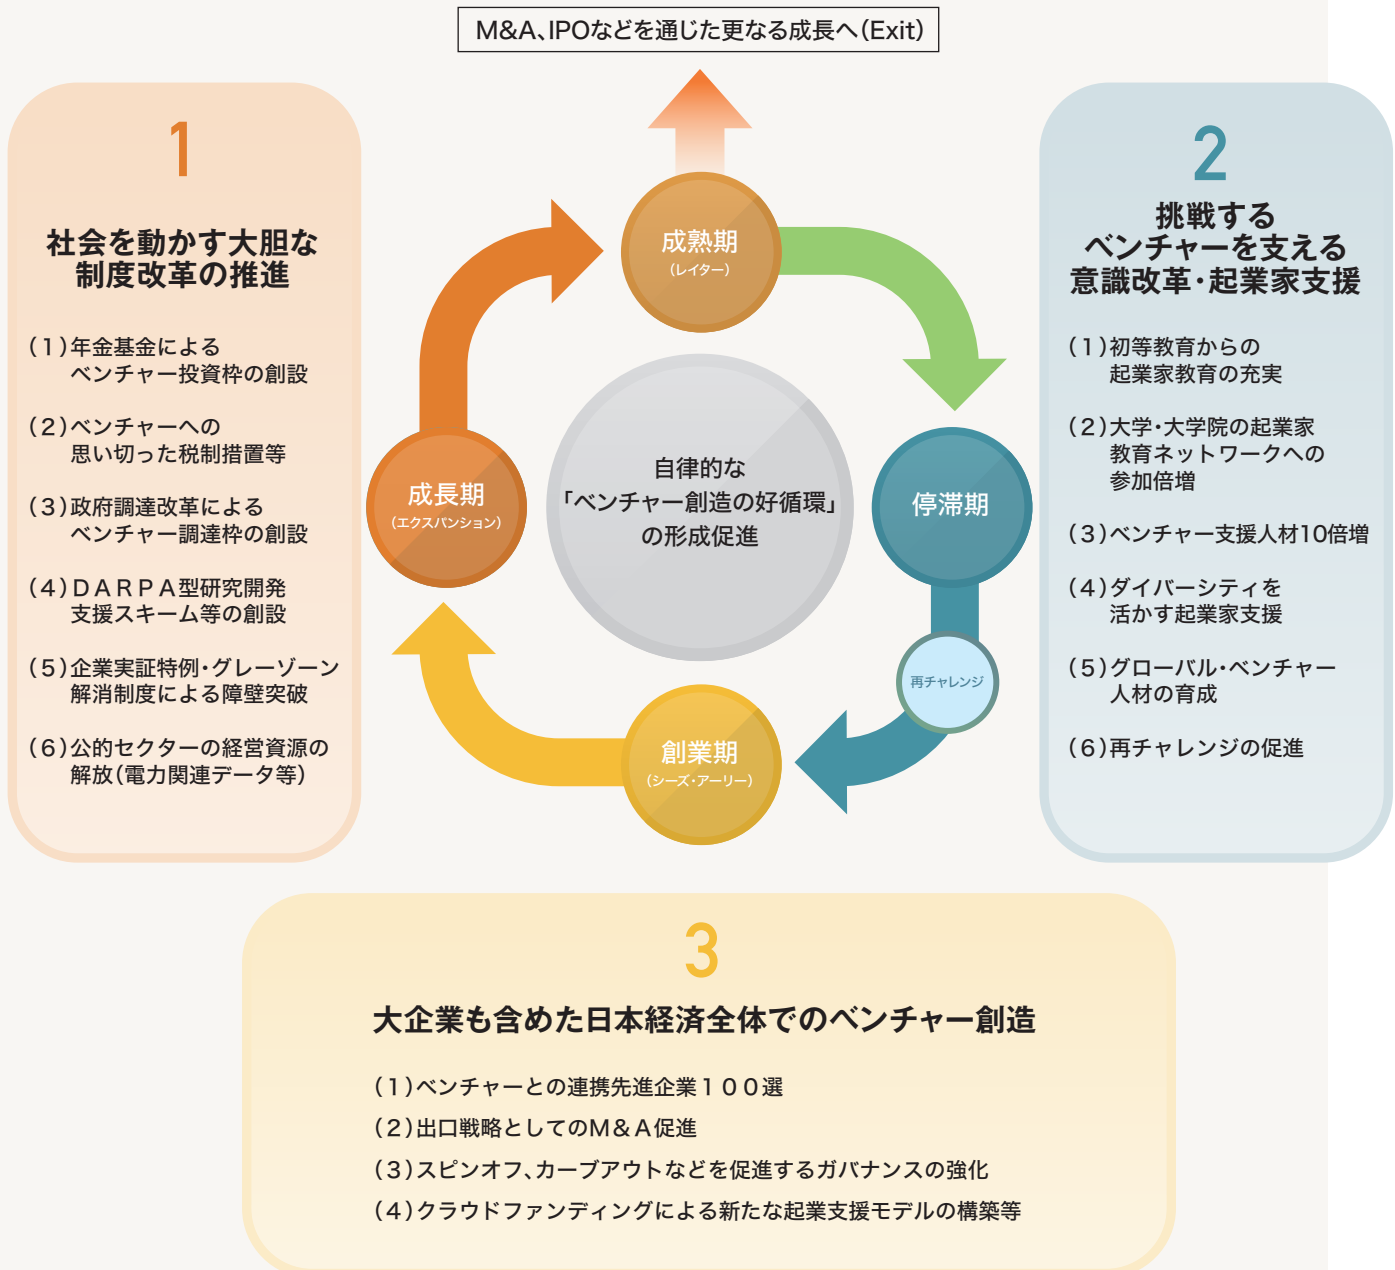 M&A、IPOなどを通じた更なる成長へ(Exit)
1
社会を動かす大胆な
制度改革の推進
(1)年金基金による
ベンチャー投資枠の創設
(2)ベンチャーへの
思い切った税制措置等
(3)政府調達改革による
ベンチャー調達枠の創設
(4)ＤＡＲＰＡ型研究開発
支援スキーム等の創設
(5)企業実証特例・グレーゾーン
解消制度による障壁突破
(6)公的セクターの経営資源の
解放(電力関連データ等)
成熟期
(レイター)
成長期
(エクスパンション)
自律的な
「ベンチャー創造の好循環」
の形成促進
停滞期
再チャレンジ
創業期
(シーズ・アーリー)
2
挑戦する
ベンチャーを支える
意識改革・起業家支援
(1)初等教育からの
起業家教育の充実
(2)大学・大学院の起業家
教育ネットワークへの
参加倍増
(3)ベンチャー支援人材10倍増
(4)ダイバーシティを
活かす起業家支援
(5)グローバル・ベンチャー
人材の育成
(6)再チャレンジの促進
3
大企業も含めた日本経済全体でのベンチャー創造
(1)ベンチャーとの連携先進企業１００選
(2)出口戦略としてのM＆A促進
(3)スピンオフ、カーブアウトなどを促進するガバナンスの強化
(4)クラウドファンディングによる新たな起業支援モデルの構築等